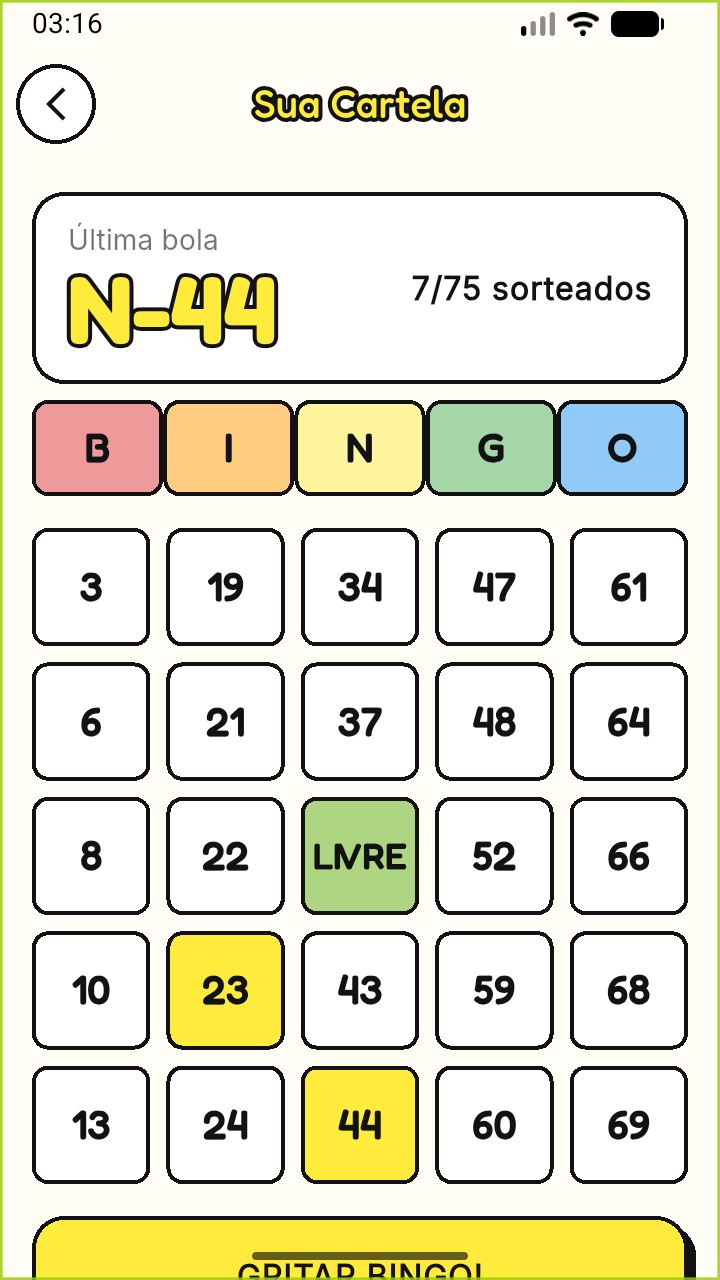 03:16
Sua Cartela
Última bola
N-44
7/75 sorteados
B I N G O
3 19 34 47 61
6 21 37 48 64
8 22 LIVRE 52 66
10 23 43 59 68
13 24 44 60 69
GRITAR BINGO!